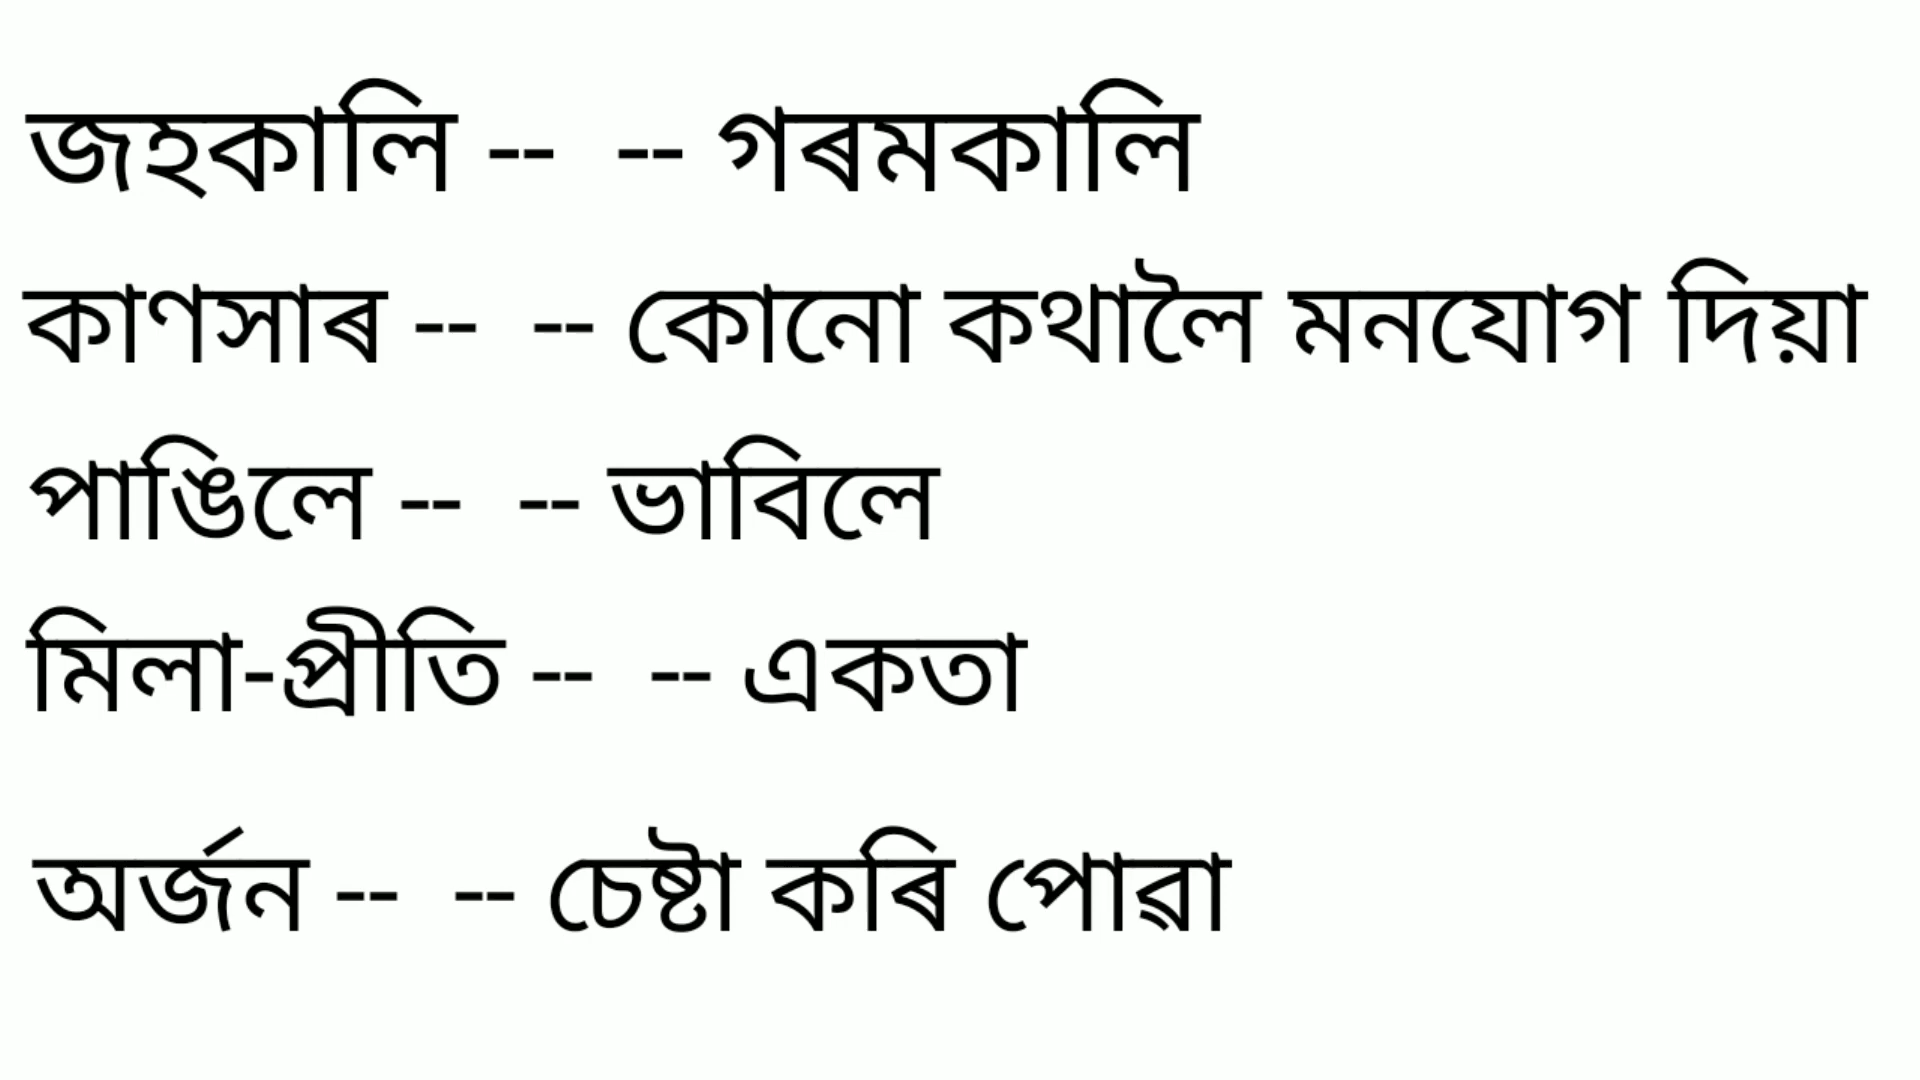 জহকালি --  -- গৰমকালি
কাণসাৰ --  -- কোনো কথালৈ মনযোগ দিয়া
পাঙিলে --  -- ভাবিলে
মিলা-প্ৰীতি --  -- একতা
অৰ্জন --  -- চেষ্টা কৰি পোৱা